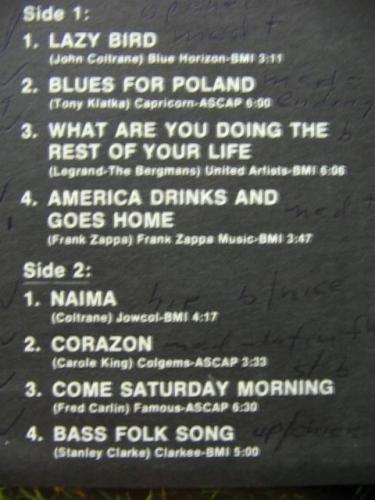 Side 1:
1. LAZY BIRD
(John Coltrane) Blue Horizon-BMI 3:11
2. BLUES FOR POLAND
(Tony Klatka) Capricorn-ASCAP 6:00
3. WHAT ARE YOU DOING THE
REST OF YOUR LIFE
(Legrand-The Bergmans) United Artists-BMI 6:06
4. AMERICA DRINKS AND
GOES HOME
(Frank Zappa) Frank Zappa Music-BMI 3:47
Side 2:
1. NAIMA
(Coltrane) Jowcol-BMI 4:17
2. CORAZON
(Carole King) Colgems-ASCAP 3:33
3. COME SATURDAY MORNING
(Fred Carlin) Famous-ASCAP 6:30
4. BASS FOLK SONG
(Stanley Clarke) Clarkee-BMI 5:00